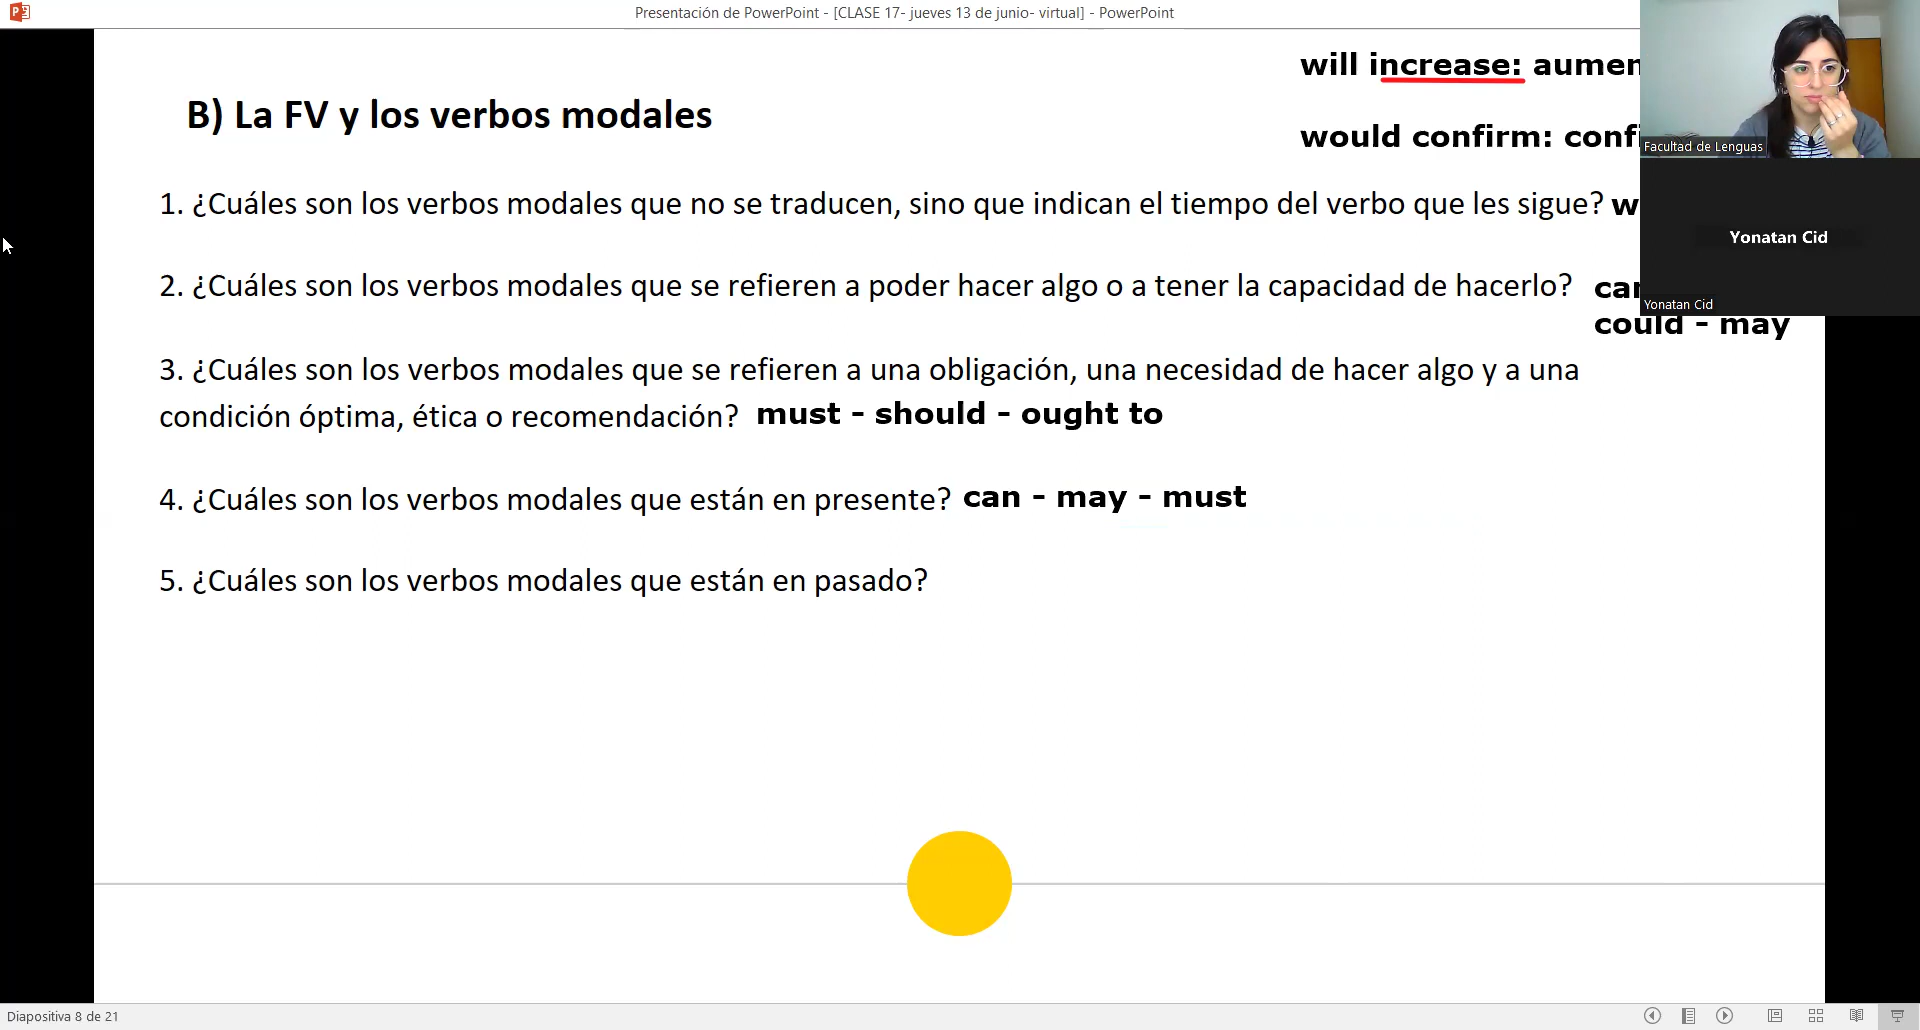 Presentación de PowerPoint - [CLASE 17- jueves 13 de junio- virtual] - PowerPoint
will increase:
would confirm:
B) La FV y los verbos modales
Facultad de Lenguas
1. ¿Cuáles son los verbos modales que no se traducen, sino que indican el tiempo del verbo que les sigue?
Yonatan Cid
2. ¿Cuáles son los verbos modales que se refieren a poder hacer algo o a tener la capacidad de hacerlo?
Yonatan Cid
could - may
3. ¿Cuáles son los verbos modales que se refieren a una obligación, una necesidad de hacer algo y a una
condición óptima, ética o recomendación? must - should - ought to
4. ¿Cuáles son los verbos modales que están en presente? can - may - must
5. ¿Cuáles son los verbos modales que están en pasado?
Diapositiva 8 de 21